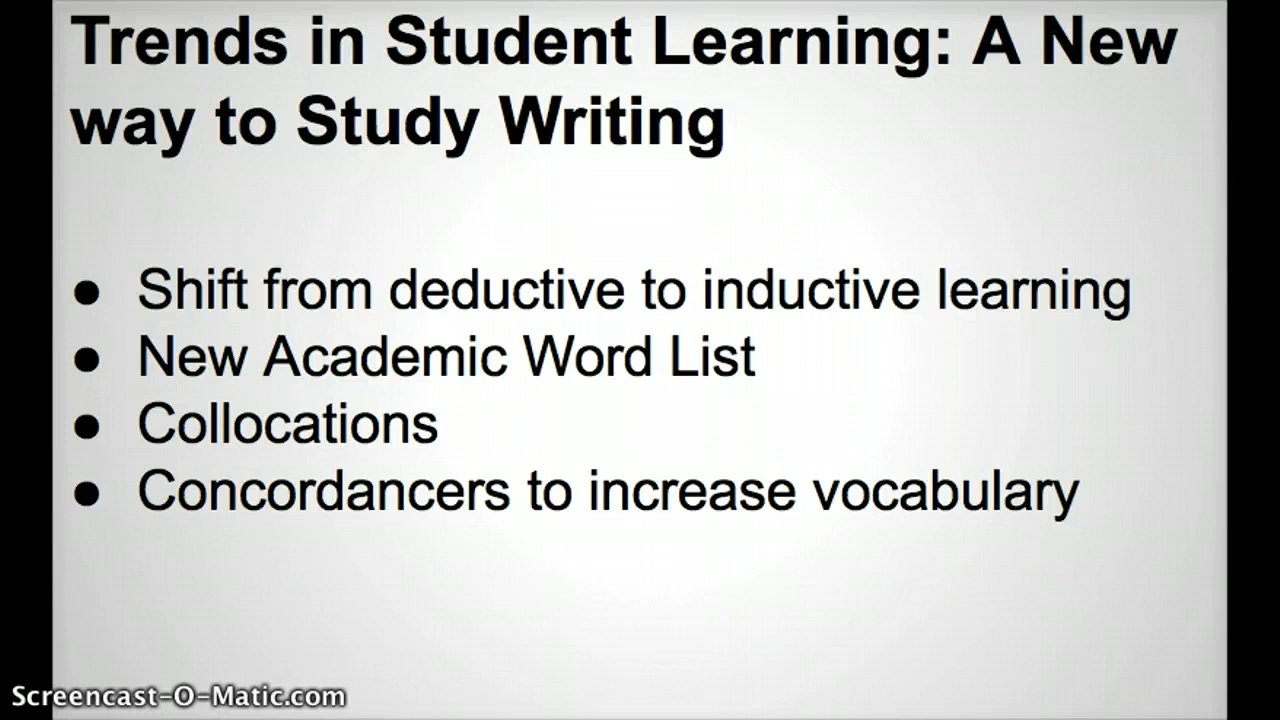 Trends in Student Learning: A New
way to Study Writing
● Shift from deductive to inductive learning
● New Academic Word List
● Collocations
● Concordancers to increase vocabulary
Screencast-O-Matic.com